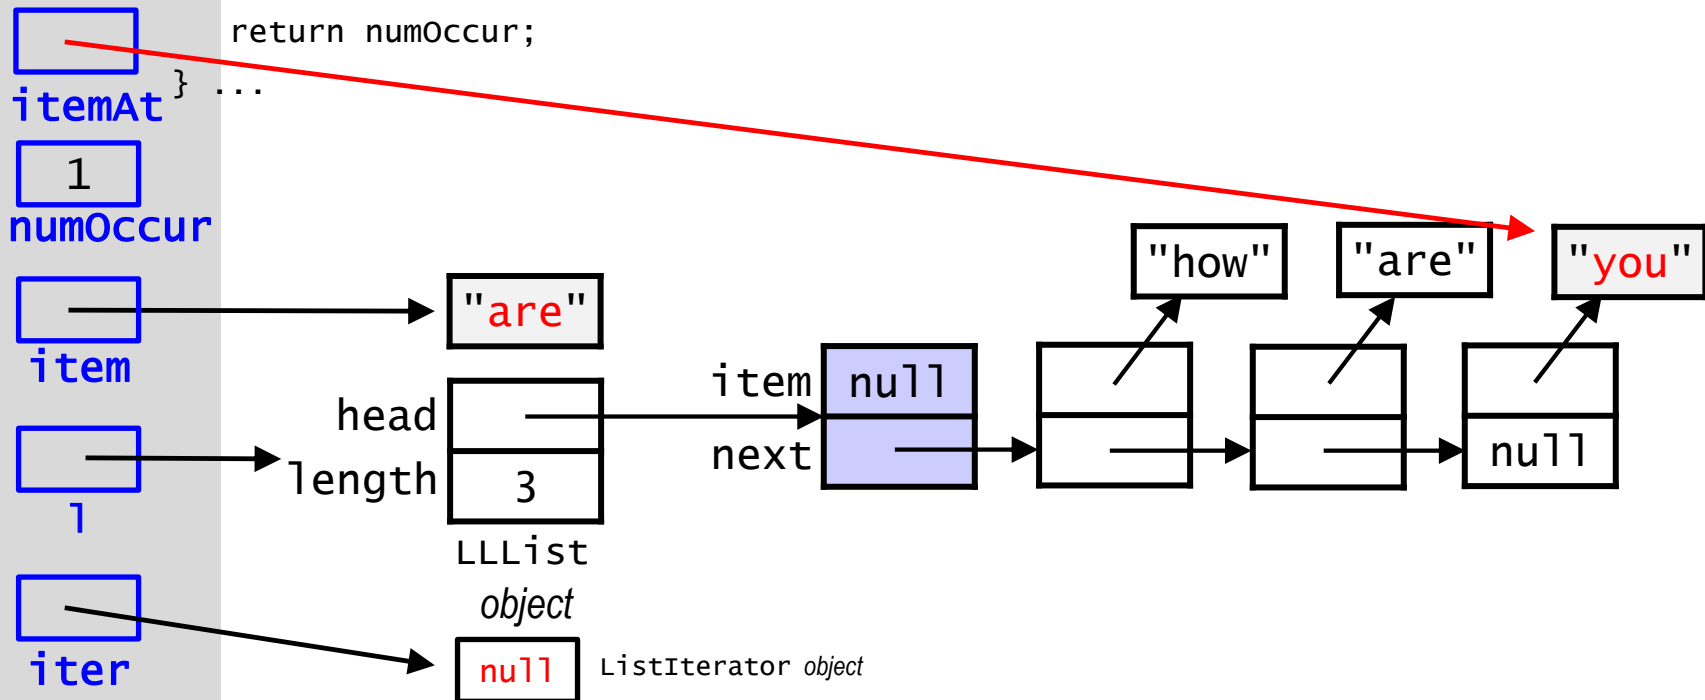 return numOccur;
} ...
itemAt
1
numOccur
"how" "are" "you"
"are"
item
item null
head
next null
length 3
l
LLList
object
iter
null ListIterator object